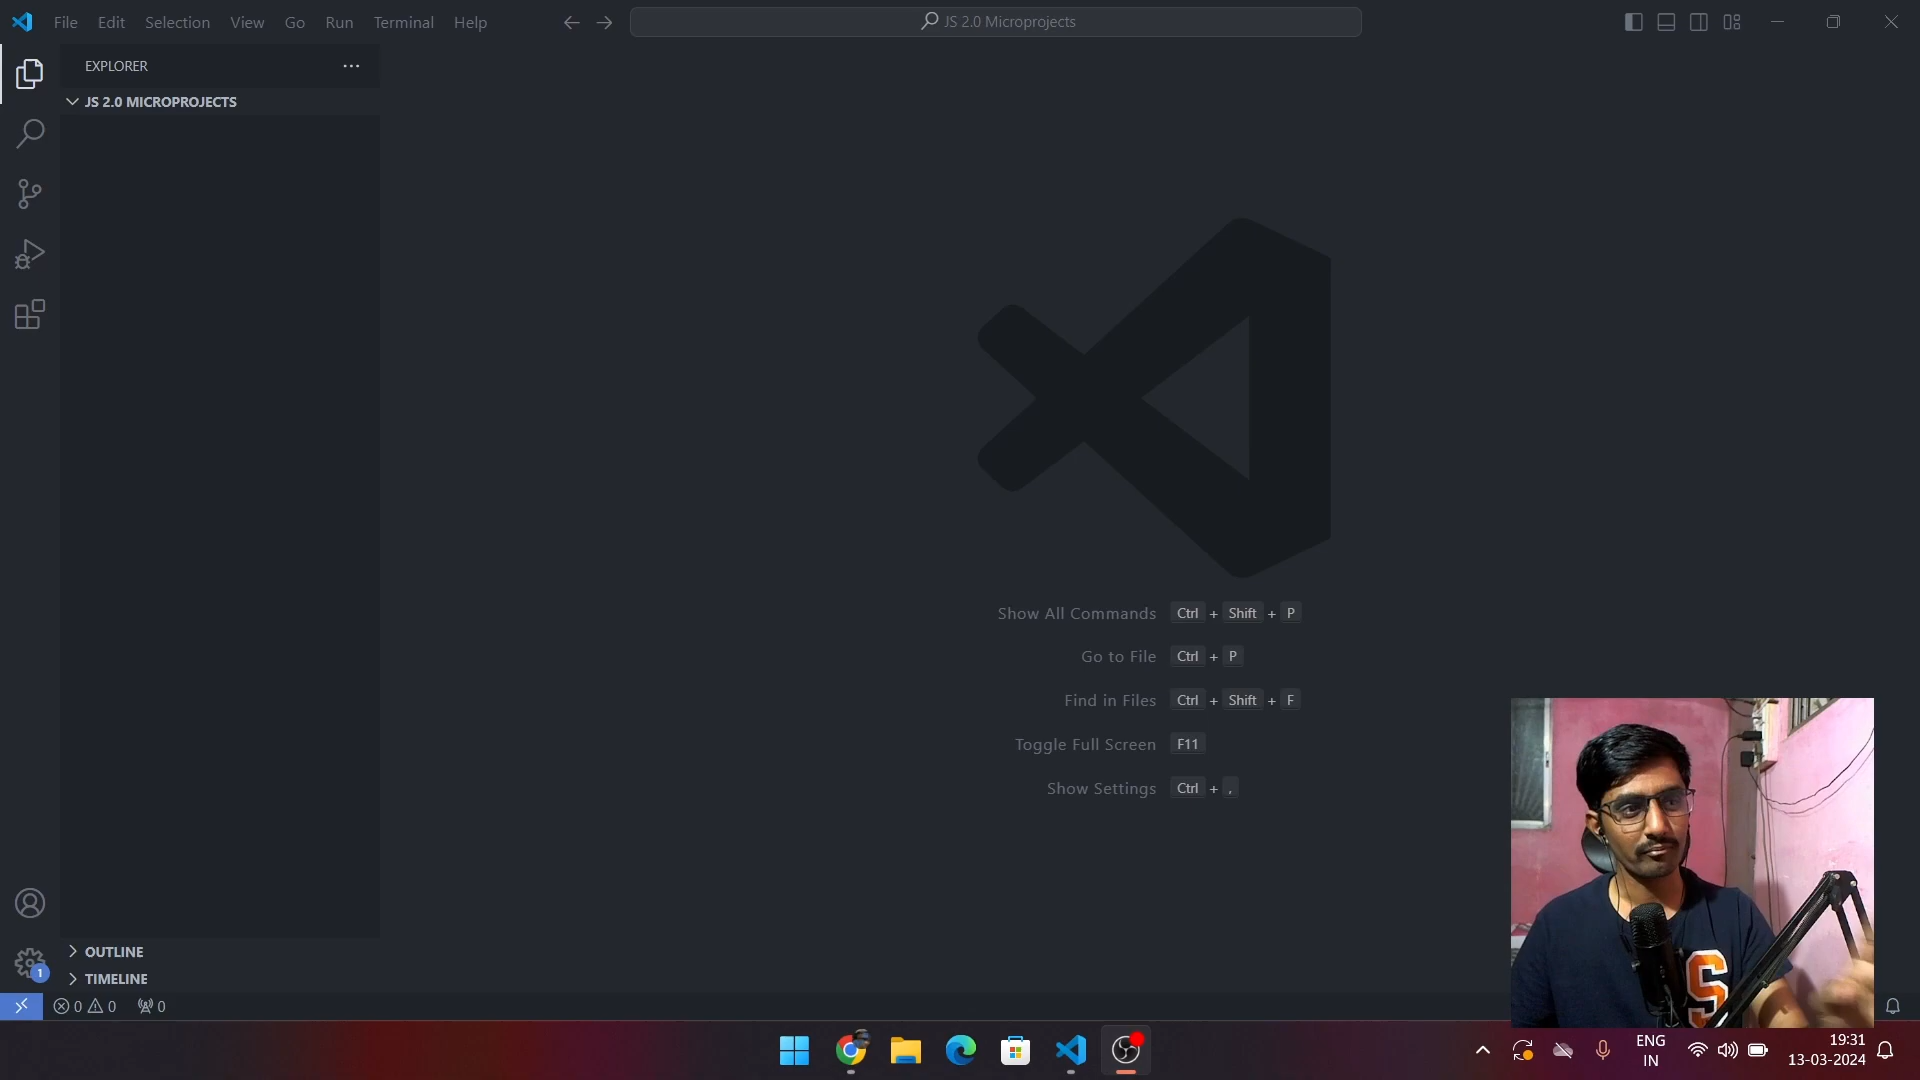 File Edit Selection View Go Run Terminal Help
JS 2.0 Microprojects
EXPLORER
JS 2.0 MICROPROJECTS
Show All Commands Ctrl + Shift + P
Go to File Ctrl + P
Find in Files Ctrl + Shift + F
Toggle Full Screen F11
Show Settings Ctrl + ,
S
OUTLINE
1
TIMELINE
0 0 0
ENG
IN
19:31
13-03-2024